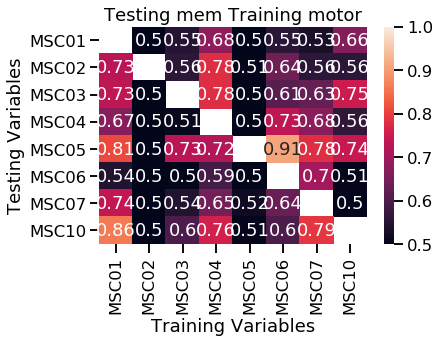 Testing mem Training motor
MSC01 0.5 0.55 0.68 0.5 0.55 0.53 0.66
MSC02 0.73 0.56 0.78 0.51 0.64 0.56 0.56
MSC03 0.73 0.5 0.78 0.5 0.61 0.63 0.75
MSC04 0.67 0.5 0.51 0.5 0.73 0.68 0.56
MSC05 0.81 0.5 0.73 0.72 0.91 0.78 0.74
MSC06 0.54 0.5 0.5 0.59 0.5 0.7 0.51
MSC07 0.74 0.5 0.54 0.65 0.52 0.64 0.5
MSC10 0.86 0.5 0.6 0.76 0.51 0.6 0.79
MSC01 MSC02 MSC03 MSC04 MSC05 MSC06 MSC07 MSC10
Training Variables
Testing Variables
1.0
0.9
0.8
0.7
0.6
0.5